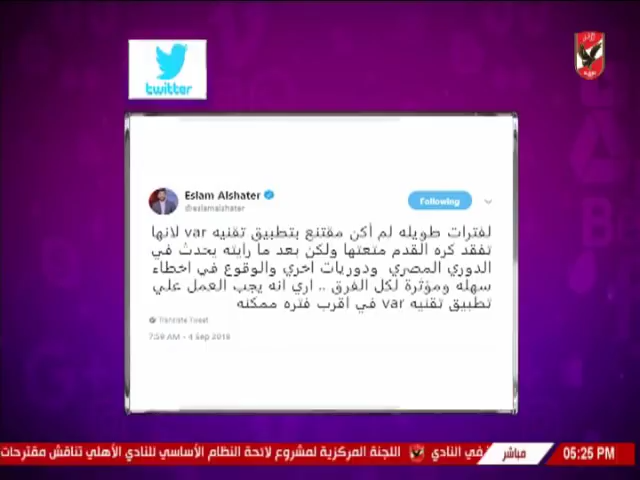 twitter
Eslam Alshater
@eslamalshater
Following
لفترات طويله لم أكن مقتنع بتطبيق تقنيه var لانها
تفقد كره القدم متعتها ولكن بعد ما رايته يحدث في
الدوري المصري ودوريات اخري والوقوع في اخطاء
سهله ومؤثرة لكل الفرق .. اري انه يجب العمل علي
تطبيق تقنيه var في اقرب فتره ممكنه
Translate Tweet
7:59 AM - 4 Sep 2018
في النادي اللجنة المركزية لمشروع لائحة النظام الأساسي للنادي الأهلي تناقش مقترحات
مباشر
05:25 PM